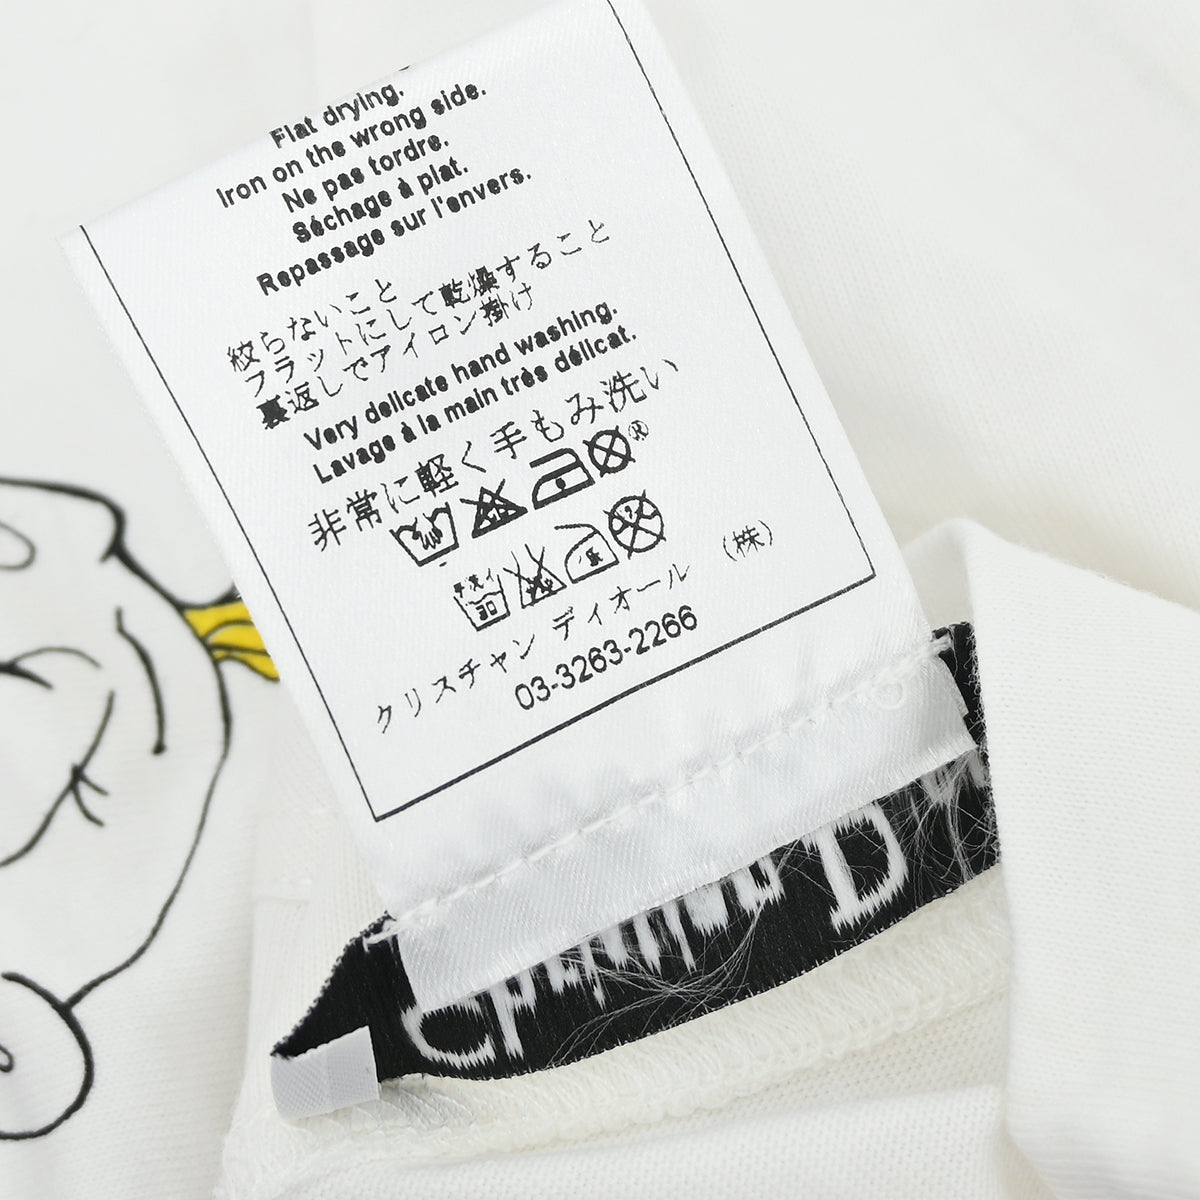 Flat drying.
Iron on the wrong side.
Ne pas tordre.
Séchage à plat.
Repassage sur l'envers.
絞らないこと
フラットにして乾燥すること
裏返しでアイロン掛け
Very delicate hand washing.
Lavage à la main très délicat.
非常に軽く手もみ洗い
®
手洗イ
30
クリスチャン ディオール (株)
03-3263-2266